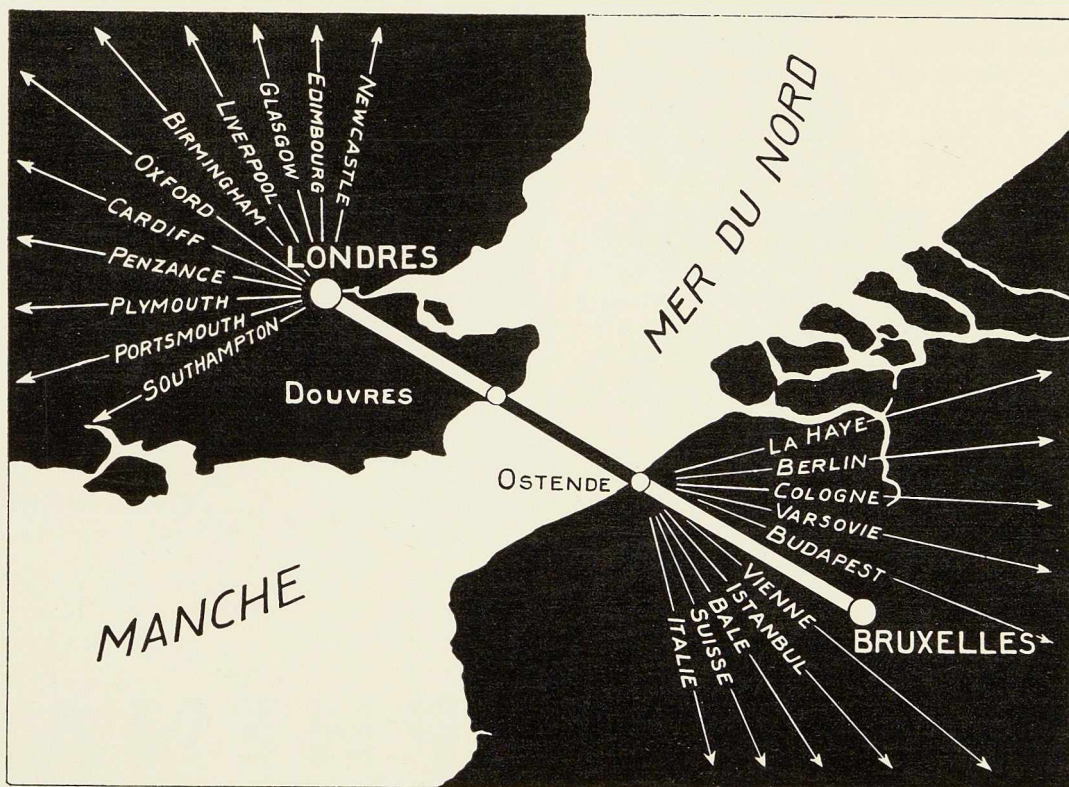 NEWCASTLE
EDIMBOURG
GLASGOW
LIVERPOOL
BIRMINGHAM
OXFORD
CARDIFF
PENZANCE
PLYMOUTH
PORTSMOUTH
SOUTHAMPTON
LONDRES
MER DU NORD
DOUVRES
OSTENDE
LA HAYE
BERLIN
COLOGNE
VARSOVIE
BUDAPEST
VIENNE
ISTANBUL
BALE
SUISSE
ITALIE
BRUXELLES
MANCHE